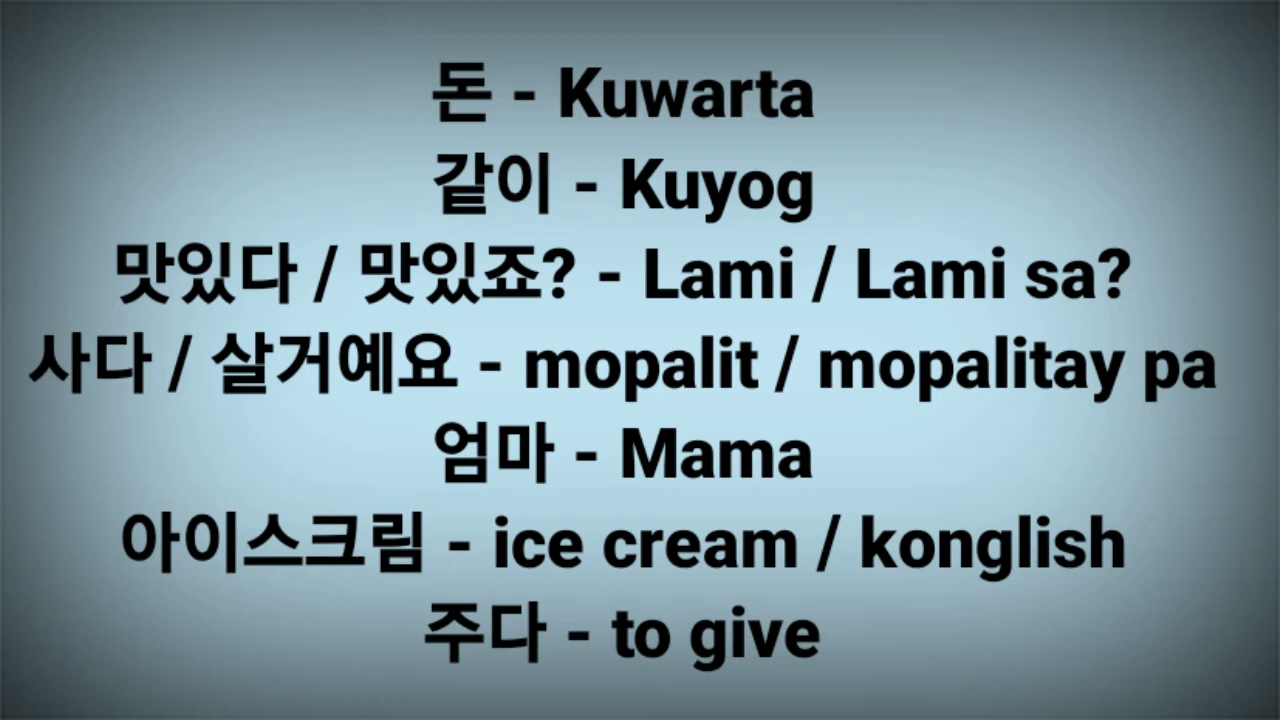 돈 - Kuwarta
같이 - Kuyog
맛있다 / 맛있죠? - Lami / Lami sa?
사다 / 살거예요 - mopalit / mopalitay pa
엄마 - Mama
아이스크림 - ice cream / konglish
주다 - to give